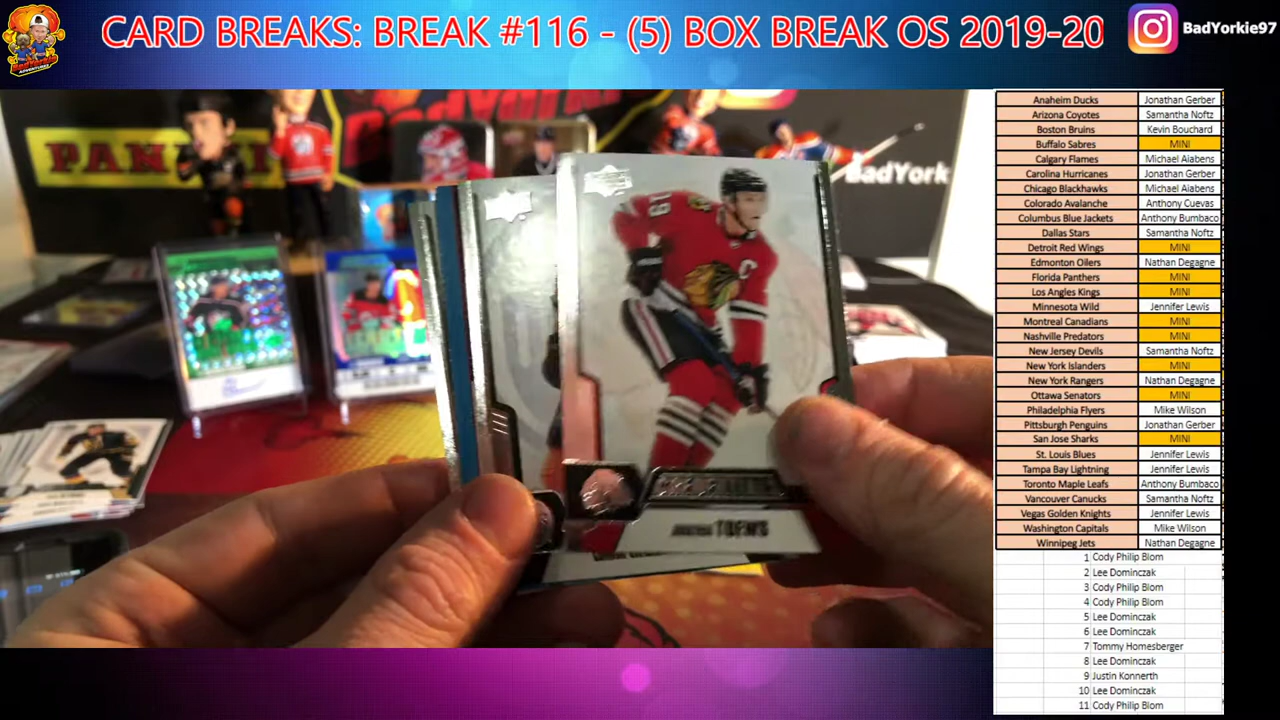 CARD BREAKS: BREAK #116 - (5) BOX BREAK OS 2019-20
BadYorkie97
PANINI
BadYork
TOEWS
Anaheim Ducks Jonathan Gerber
Arizona Coyotes Samantha Noftz
Boston Bruins Kevin Bouchard
Buffalo Sabres MINI
Calgary Flames Michael Aiabens
Carolina Hurricanes Jonathan Gerber
Chicago Blackhawks Michael Aiabens
Colorado Avalanche Anthony Cuevas
Columbus Blue Jackets Anthony Bumbaco
Dallas Stars Samantha Noftz
Detroit Red Wings MINI
Edmonton Oilers Nathan Degagne
Florida Panthers MINI
Los Angles Kings MINI
Minnesota Wild Jennifer Lewis
Montreal Canadians MINI
Nashville Predators MINI
New Jersey Devils Samantha Noftz
New York Islanders MINI
New York Rangers Nathan Degagne
Ottawa Senators MINI
Philadelphia Flyers Mike Wilson
Pittsburgh Penguins Jonathan Gerber
San Jose Sharks MINI
St. Louis Blues Jennifer Lewis
Tampa Bay Lightning Jennifer Lewis
Toronto Maple Leafs Anthony Bumbaco
Vancouver Canucks Samantha Noftz
Vegas Golden Knights Jennifer Lewis
Washington Capitals Mike Wilson
Winnipeg Jets Nathan Degagne
1 Cody Philip Blom
2 Lee Dominczak
3 Cody Philip Blom
4 Cody Philip Blom
5 Lee Dominczak
6 Lee Dominczak
7 Tommy Homesberger
8 Lee Dominczak
9 Justin Konnerth
10 Lee Dominczak
11 Cody Philip Blom